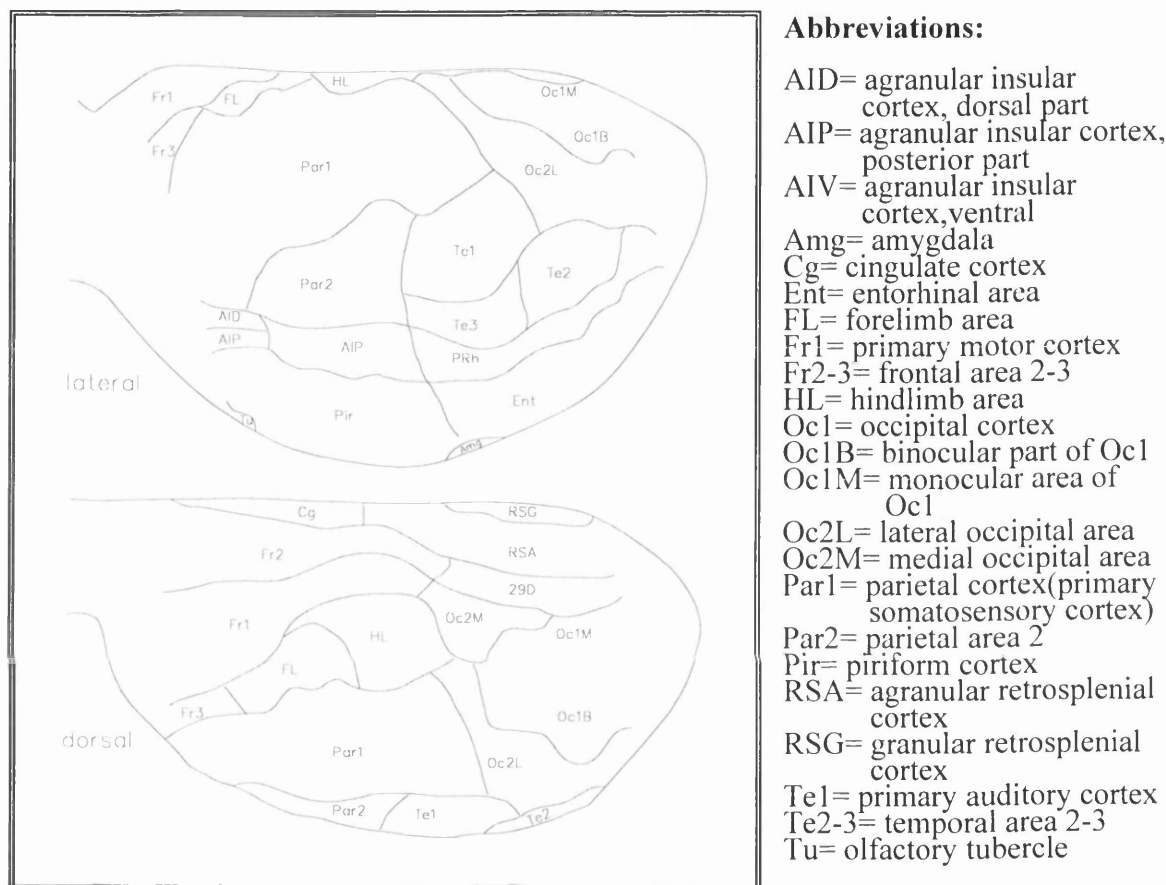 HL
Fr1
FL
Oc1M
Fr3
Oc1B
Par1
Oc2L
Te1
Te2
Par2
AID
Te3
AIP
AIP
PRh
lateral
Ent
Pir
Tu
Amg
Cg
RSG
Fr2
RSA
29D
Oc2M
Fr1
HL
Oc1M
FL
Fr3
Oc1B
dorsal
Par1
Oc2L
Par2
Te1
Te2
Abbreviations:
AID= agranular insular
cortex, dorsal part
AIP= agranular insular cortex,
posterior part
AIV= agranular insular
cortex,ventral
Amg= amygdala
Cg= cingulate cortex
Ent= entorhinal area
FL= forelimb area
Fr1= primary motor cortex
Fr2-3= frontal area 2-3
HL= hindlimb area
Oc1= occipital cortex
Oc1B= binocular part of Oc1
Oc1M= monocular area of
Oc1
Oc2L= lateral occipital area
Oc2M= medial occipital area
Par1= parietal cortex(primary
somatosensory cortex)
Par2= parietal area 2
Pir= piriform cortex
RSA= agranular retrosplenial
cortex
RSG= granular retrosplenial
cortex
Te1= primary auditory cortex
Te2-3= temporal area 2-3
Tu= olfactory tubercle